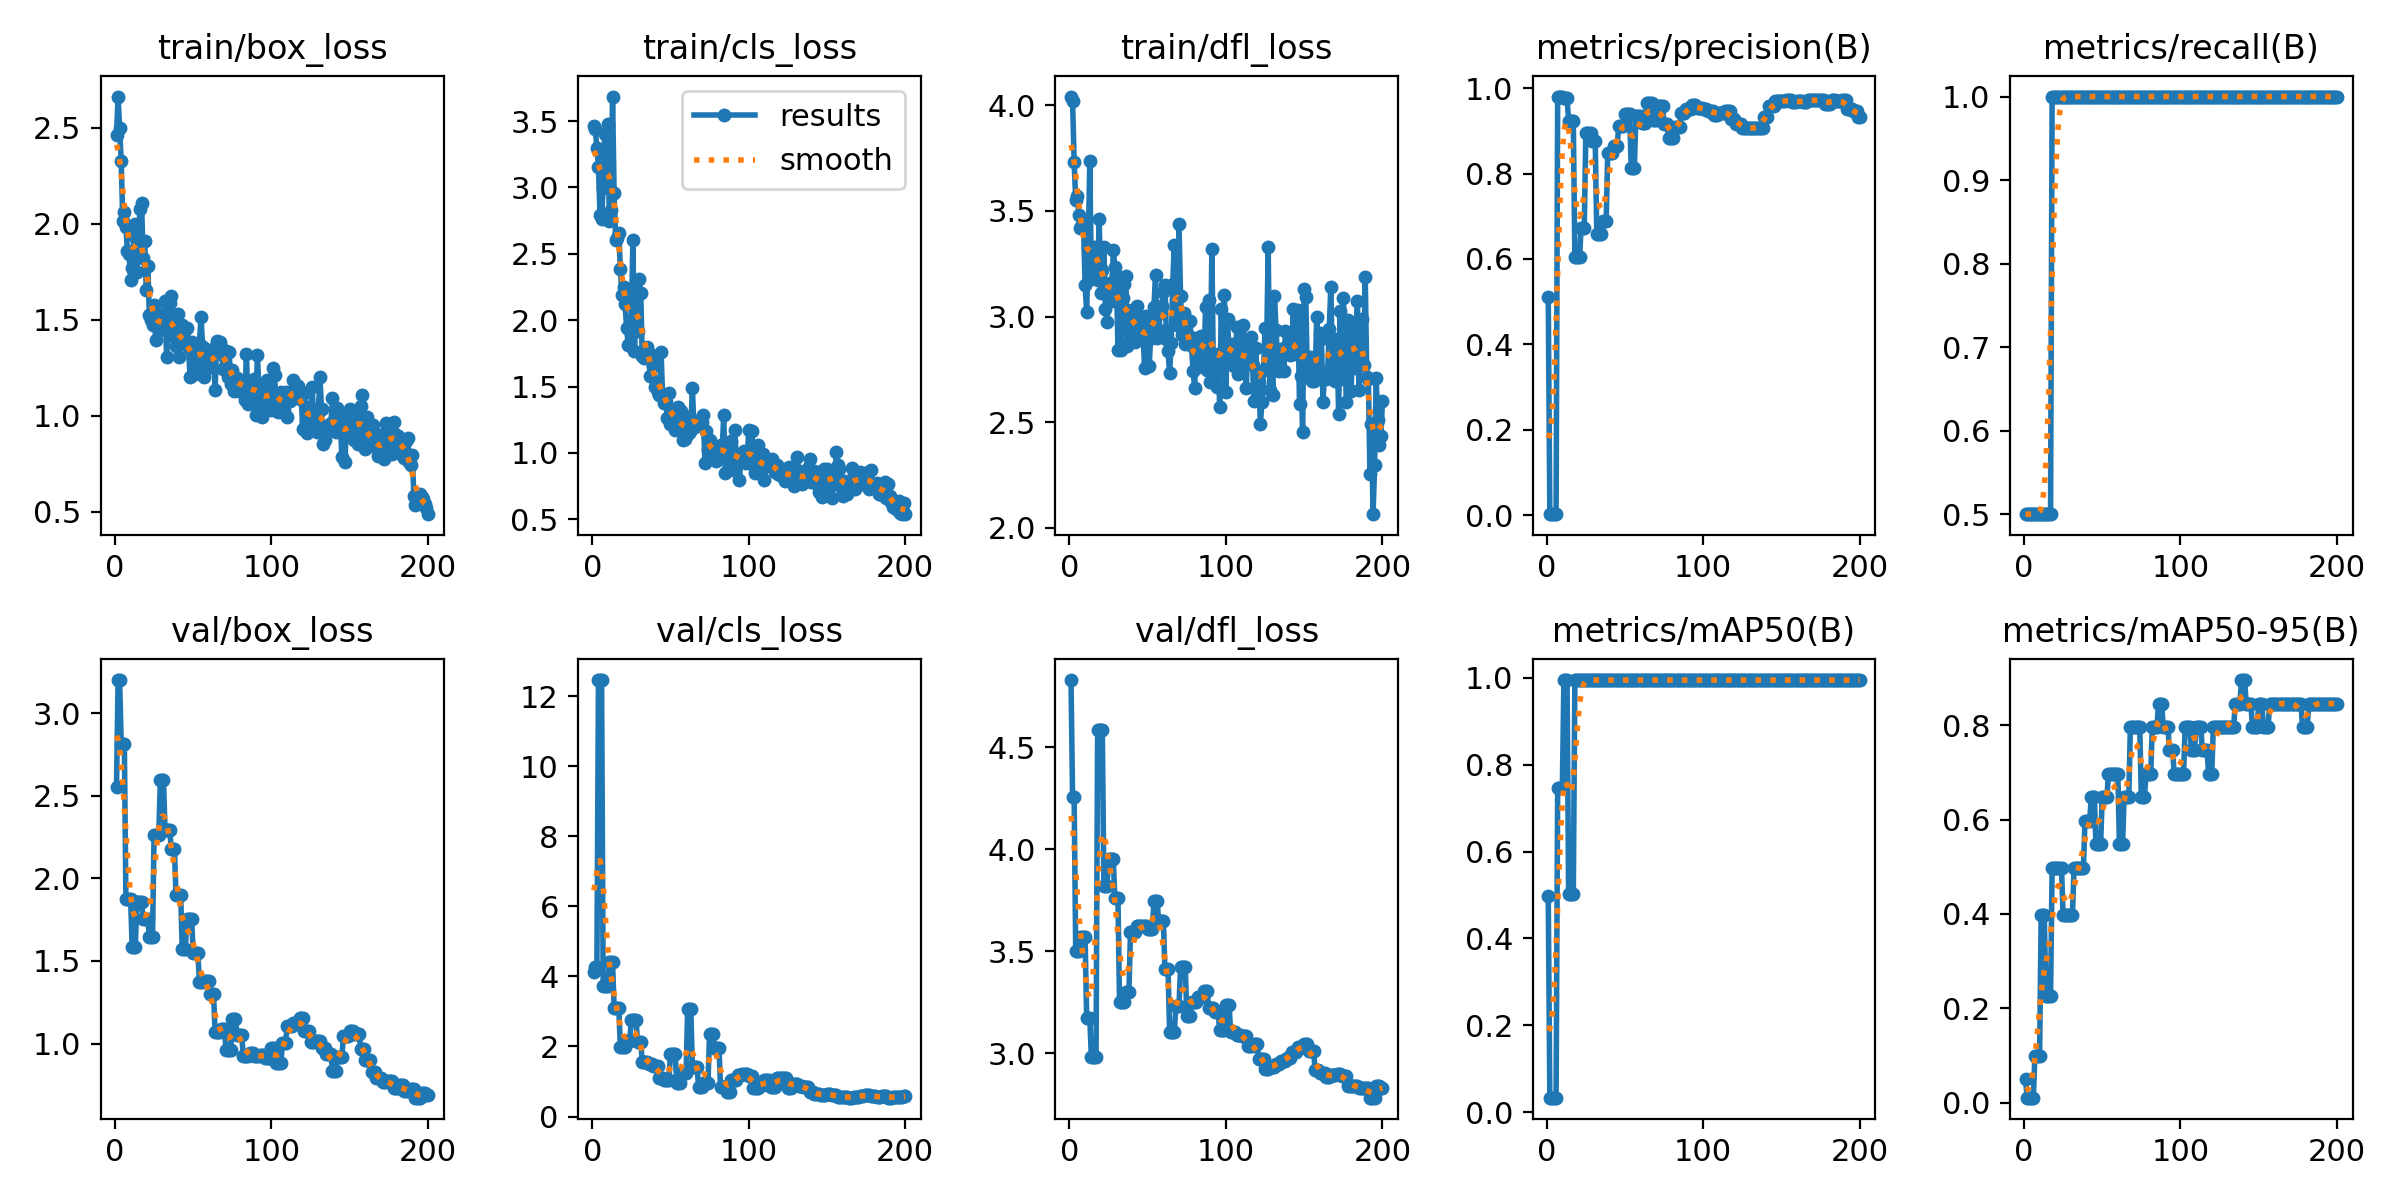 train/box_loss
2.5
2.0
1.5
1.0
0.5
0 100 200
train/cls_loss
results
smooth
3.5
3.0
2.5
2.0
1.5
1.0
0.5
0 100 200
train/dfl_loss
4.0
3.5
3.0
2.5
2.0
0 100 200
metrics/precision(B)
1.0
0.8
0.6
0.4
0.2
0.0
0 100 200
metrics/recall(B)
1.0
0.9
0.8
0.7
0.6
0.5
0 100 200
val/box_loss
3.0
2.5
2.0
1.5
1.0
0 100 200
val/cls_loss
12
10
8
6
4
2
0
0 100 200
val/dfl_loss
4.5
4.0
3.5
3.0
0 100 200
metrics/mAP50(B)
1.0
0.8
0.6
0.4
0.2
0.0
0 100 200
metrics/mAP50-95(B)
0.8
0.6
0.4
0.2
0.0
0 100 200